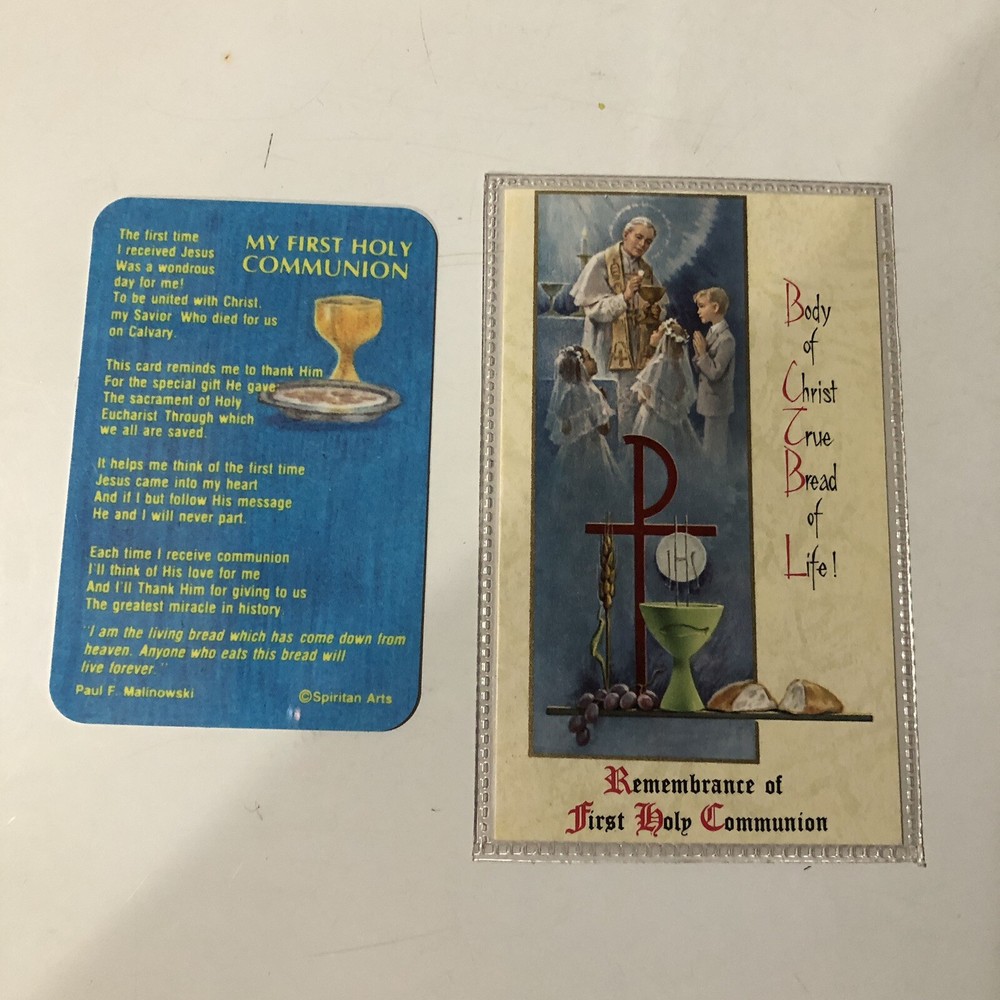 MY FIRST HOLY
COMMUNION
The first time
I received Jesus
Was a wondrous
day for me!
To be united with Christ,
my Savior Who died for us
on Calvary.
This card reminds me to thank Him
For the special gift He gave:
The sacrament of Holy
Eucharist Through which
we all are saved.
It helps me think of the first time
Jesus came into my heart
And if I but follow His message
He and I will never part.
Each time I receive communion
I'll think of His love for me
And I'll Thank Him for giving to us
The greatest miracle in history.
"I am the living bread which has come down from
heaven. Anyone who eats this bread will
live forever."
Paul F. Malinowski
©Spiritan Arts
Body
of
Christ
True
Bread
of
Life!
IHS
Remembrance of
First Holy Communion